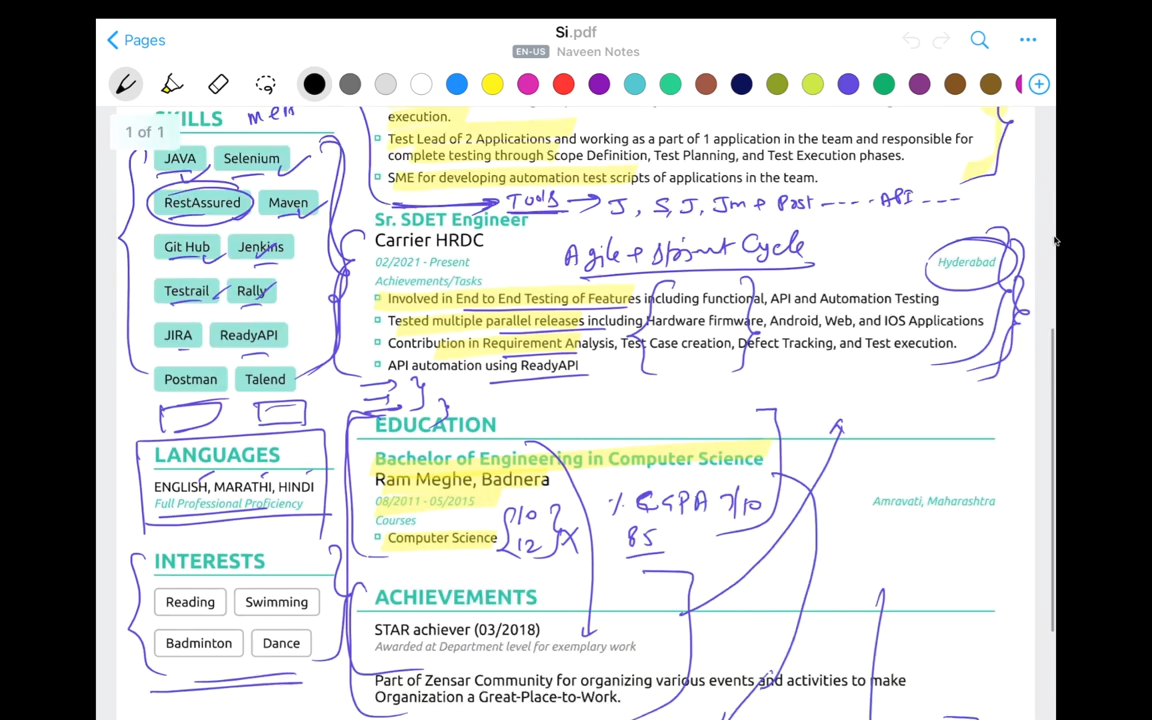 Pages
Si.pdf
EN-US Naveen Notes
1 of 1
SKILLS
JAVA Selenium
RestAssured Maven
Git Hub Jenkins
Testrail Rally
JIRA ReadyAPI
Postman Talend
LANGUAGES
ENGLISH, MARATHI, HINDI
Full Professional Proficiency
INTERESTS
Reading Swimming
Badminton Dance
execution.
Test Lead of 2 Applications and working as a part of 1 application in the team and responsible for
complete testing through Scope Definition, Test Planning, and Test Execution phases.
SME for developing automation test scripts of applications in the team.
Tools → J, S, J, Jm + Post ---- API ---
Sr. SDET Engineer
Carrier HRDC
Agile + Sprint Cycle
02/2021 - Present Hyderabad
Achievements/Tasks
Involved in End to End Testing of Features including functional, API and Automation Testing
Tested multiple parallel releases including Hardware firmware, Android, Web, and IOS Applications
Contribution in Requirement Analysis, Test Case creation, Defect Tracking, and Test execution.
API automation using ReadyAPI
EDUCATION
Bachelor of Engineering in Computer Science
Ram Meghe, Badnera
08/2011 - 05/2015 Amravati, Maharashtra
% CGPA 7/10
Courses
Computer Science
10
12
85
ACHIEVEMENTS
STAR achiever (03/2018)
Awarded at Department level for exemplary work
Part of Zensar Community for organizing various events and activities to make
Organization a Great-Place-to-Work.